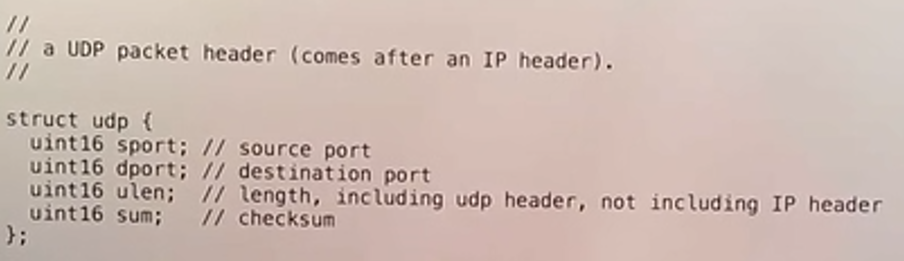 //
// a UDP packet header (comes after an IP header).
//

struct udp {
  uint16 sport; // source port
  uint16 dport; // destination port
  uint16 ulen;  // length, including udp header, not including IP header
  uint16 sum;   // checksum
};